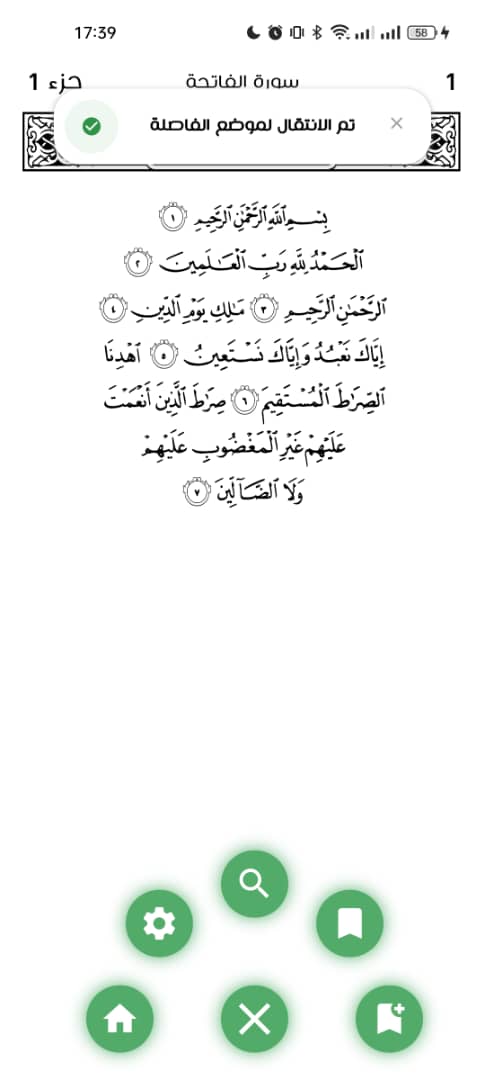 17:39
58
جزء 1
سورة الفاتحة
1
تم الانتقال لموضع الفاصلة
بِسْمِ ٱللَّهِ ٱلرَّحْمَٰنِ ٱلرَّحِيمِ ١
ٱلْحَمْدُ لِلَّهِ رَبِّ ٱلْعَٰلَمِينَ ٢
ٱلرَّحْمَٰنِ ٱلرَّحِيمِ ٣ مَٰلِكِ يَوْمِ ٱلدِّينِ ٤
إِيَّاكَ نَعْبُدُ وَإِيَّاكَ نَسْتَعِينُ ٥ ٱهْدِنَا
ٱلصِّرَٰطَ ٱلْمُسْتَقِيمَ ٦ صِرَٰطَ ٱلَّذِينَ أَنْعَمْتَ
عَلَيْهِمْ غَيْرِ ٱلْمَغْضُوبِ عَلَيْهِمْ
وَلَا ٱلضَّآلِّينَ ٧